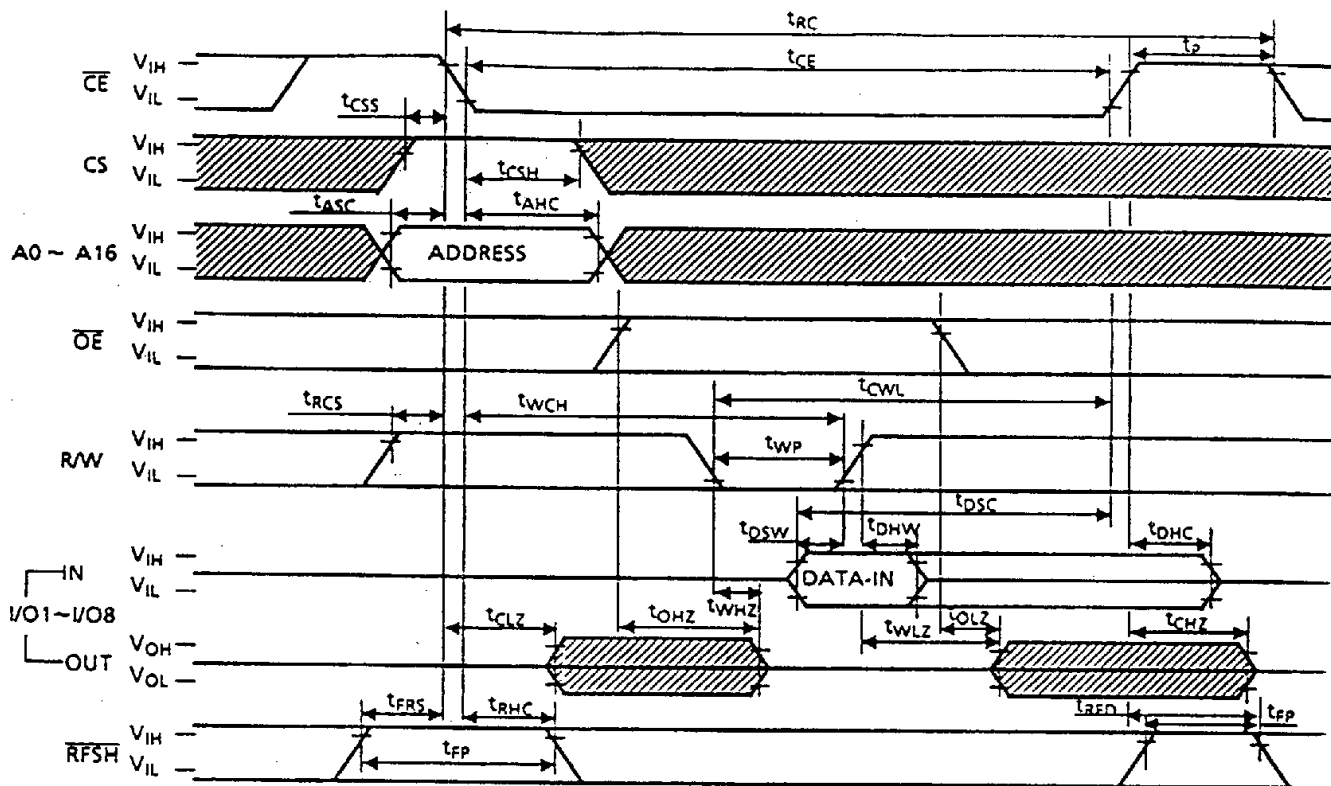 tRC
tP
VIH
CE
VIL
tCE
tCSS
VIH
CS
VIL
tCSH
tASC
tAHC
VIH
A0 ~ A16
VIL
ADDRESS
VIH
OE
VIL
tCWL
tRCS
tWCH
VIH
R/W
VIL
tWP
tDSC
tDSW
tDHW
tDHC
VIH
IN
VIL
DATA-IN
I/O1~I/O8
tWHZ
tCLZ
tOHZ
tWLZ
tOLZ
tCHZ
VOH
OUT
VOL
tFRS
tRHC
tRFD
tFP
VIH
RFSH
VIL
tFP